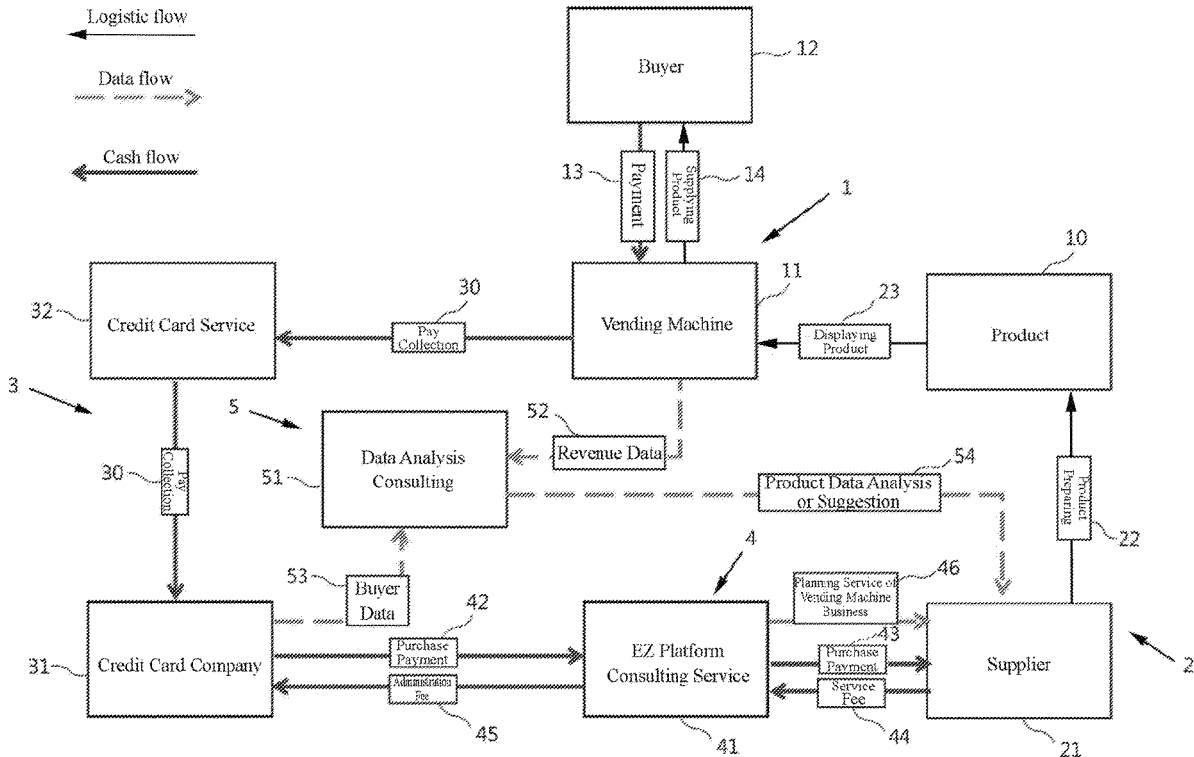 Logistic flow
Data flow
Cash flow
Buyer
12
13
Payment
Supplying
Product
14
1
10
Credit Card Service
32
30
Pay
Collection
Vending Machine
11
23
Displaying
Product
Product
3
5
52
Revenue Data
30
Pay
Collection
51
Data Analysis
Consulting
54
Product Data Analysis
or Suggestion
Product
Preparing
22
53
Buyer
Data
4
46
Planning Service of
Vending Machine
Business
42
Purchase
Payment
43
Purchase
Payment
31
Credit Card Company
EZ Platform
Consulting Service
Supplier
2
Administration
Fee
45
Service
Fee
44
41
21